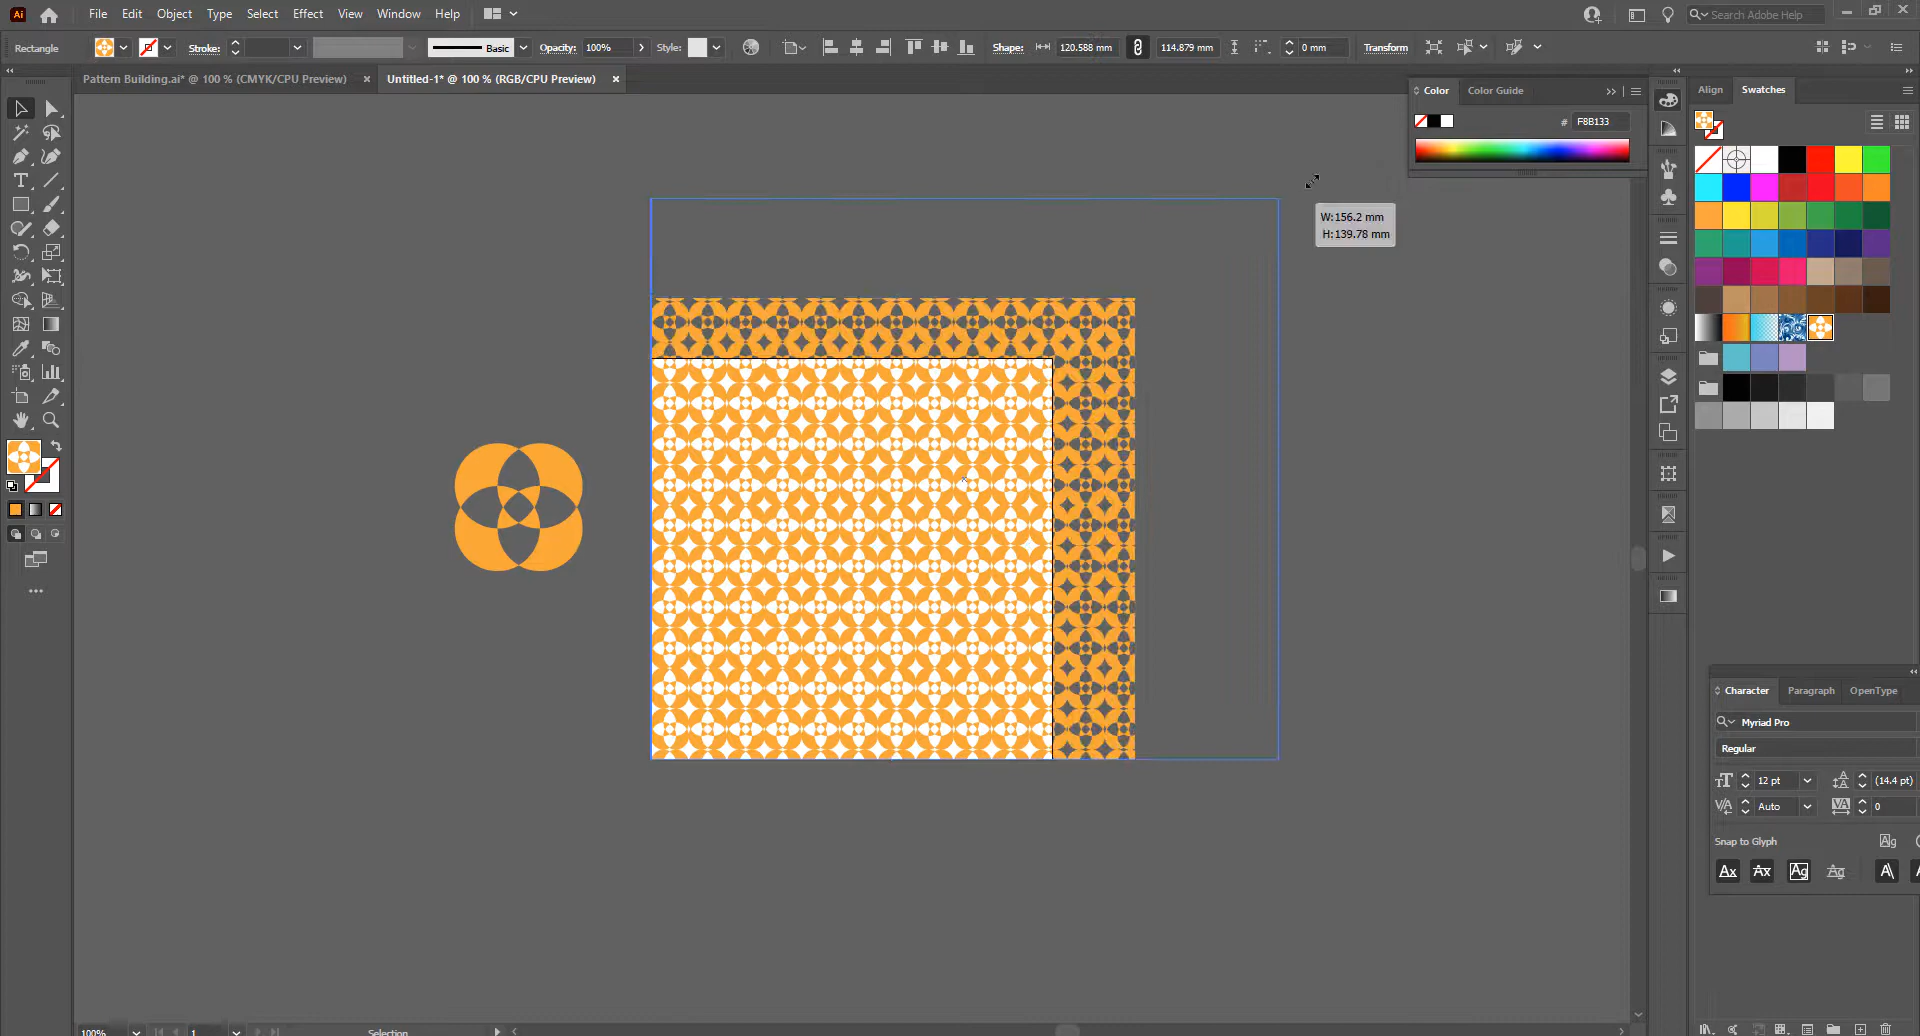 Ai File Edit Object Type Select Effect View Window Help Search Adobe Help
Rectangle Stroke: Basic Opacity: 100% Style: Shape: 120.588 mm 114.879 mm 0 mm Transform
Pattern Building.ai* @ 100 % (CMYK/CPU Preview) × Untitled-1* @ 100 % (RGB/CPU Preview) ×
Color Color Guide
# F8B133
Align Swatches
W:156.2 mm
H:139.78 mm
Character Paragraph OpenType
Myriad Pro
Regular
12 pt (14.4 pt)
Auto 0
Snap to Glyph
100% 1 Selection